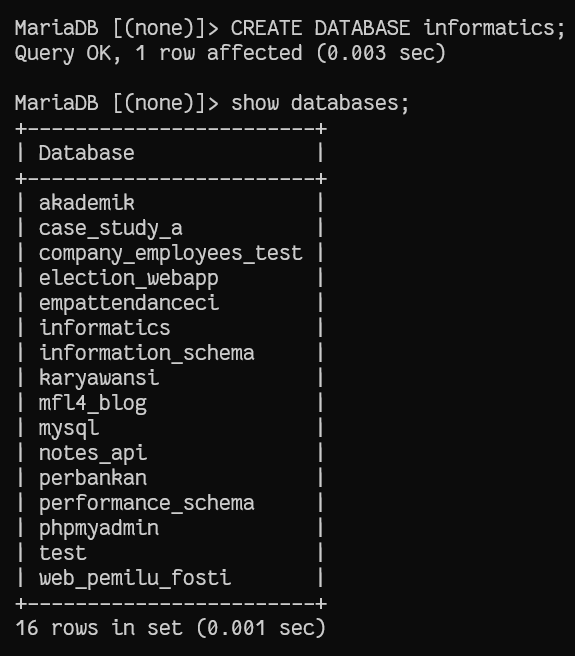 MariaDB [(none)]> CREATE DATABASE informatics;
Query OK, 1 row affected (0.003 sec)

MariaDB [(none)]> show databases;
+------------------------+
| Database               |
+------------------------+
| akademik               |
| case_study_a           |
| company_employees_test |
| election_webapp        |
| empattendanceci        |
| informatics            |
| information_schema     |
| karyawansi             |
| mfl4_blog              |
| mysql                  |
| notes_api              |
| perbankan              |
| performance_schema     |
| phpmyadmin             |
| test                   |
| web_pemilu_fosti       |
+------------------------+
16 rows in set (0.001 sec)